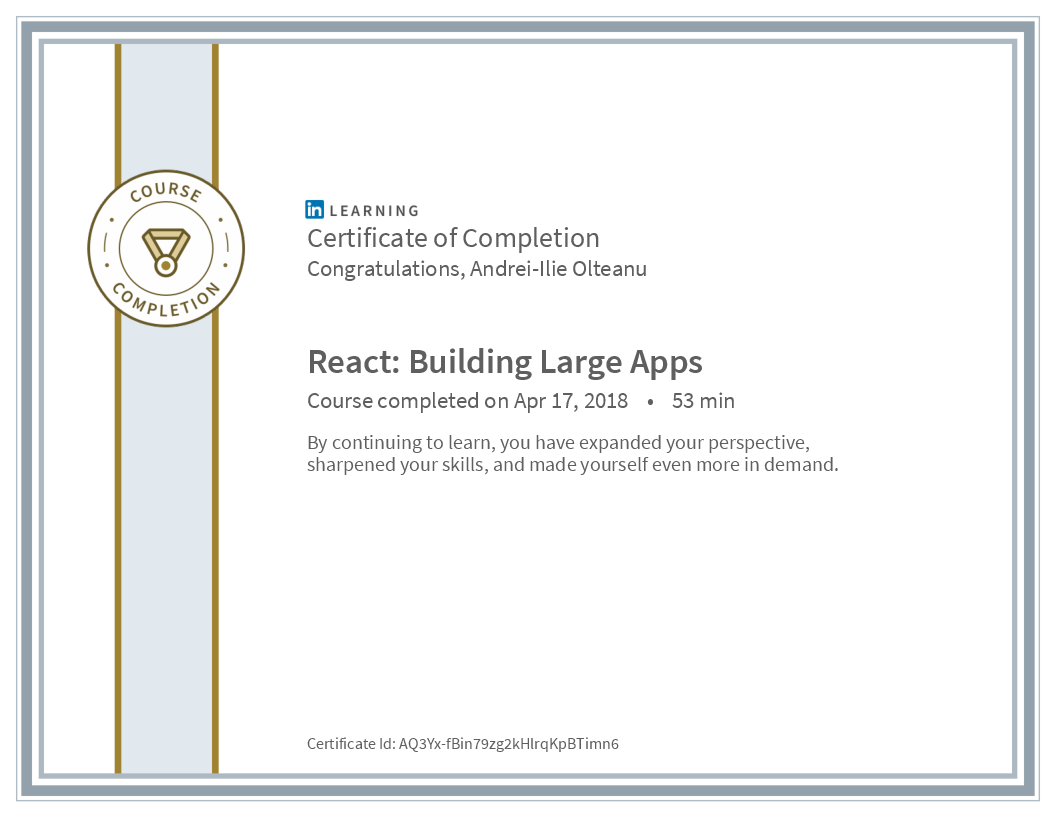 COURSE
COMPLETION
in LEARNING
Certificate of Completion
Congratulations, Andrei-Ilie Olteanu
React: Building Large Apps
Course completed on Apr 17, 2018 • 53 min
By continuing to learn, you have expanded your perspective,
sharpened your skills, and made yourself even more in demand.
Certificate Id: AQ3Yx-fBin79zg2kHlrqKpBTimn6